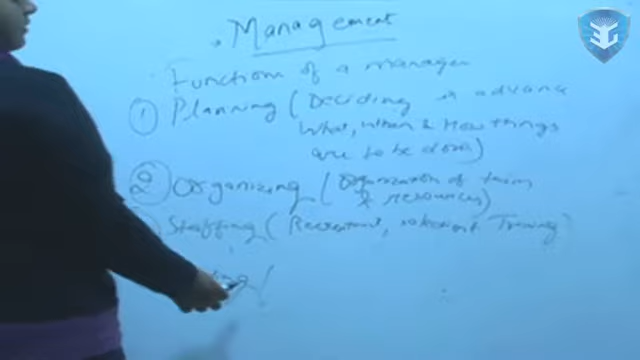 Management
Function of a manager
① Planning (Deciding in advance
What, When & How things
are to be done)
② Organizing (Organization of
& resources)
Staffing (Recruitment, selection & Training)